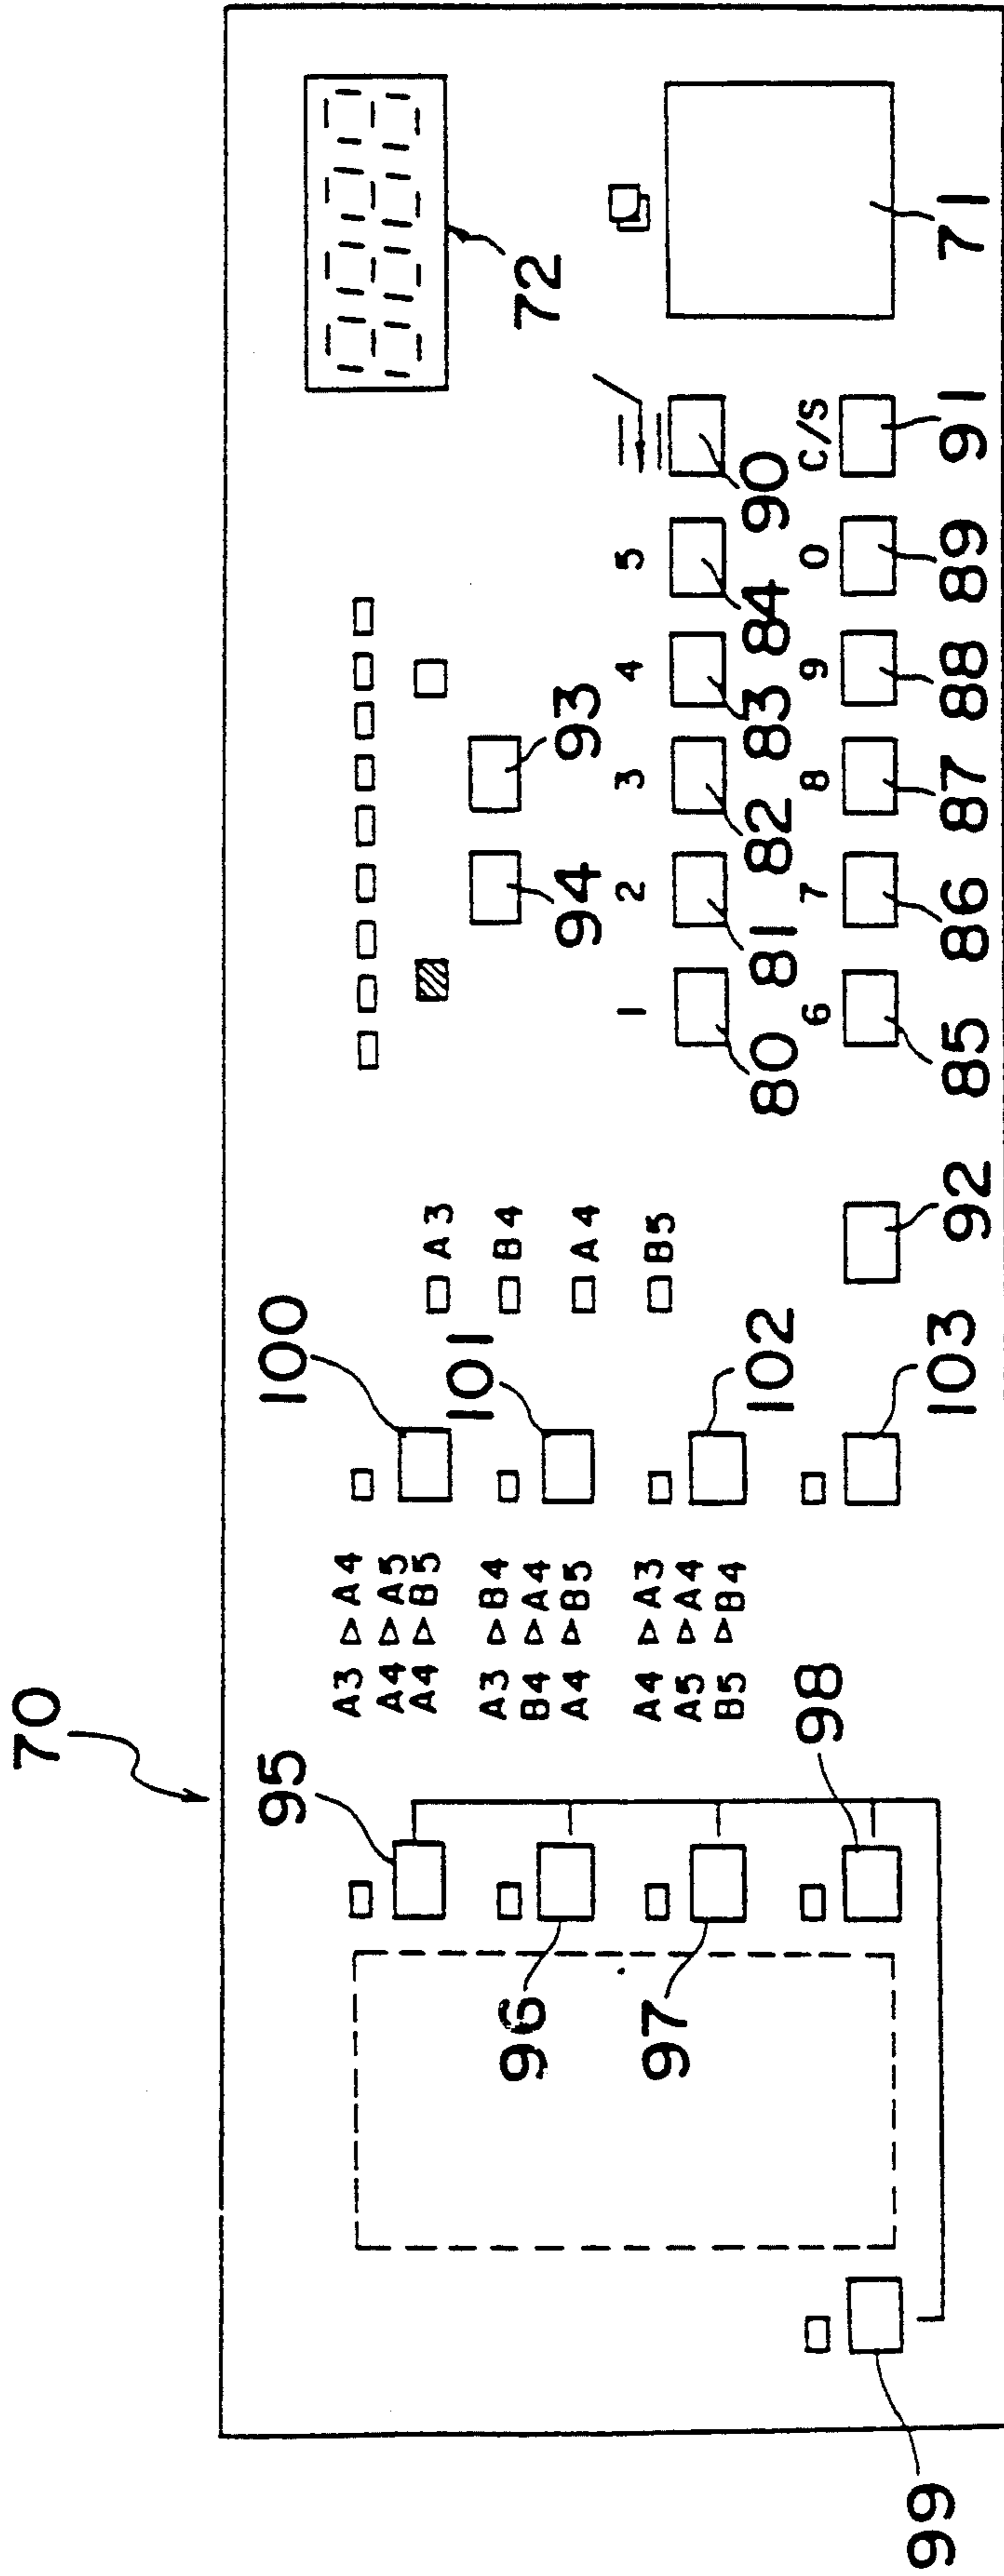 70
72
95
100
A3 ▷ A4
A4 ▷ A5
A4 ▷ B5
A3
94
93
96
101
A3 ▷ B4
B4 ▷ A4
A4 ▷ B5
B4
A4
B5
1 2 3 4 5
97
A4 ▷ A3
A5 ▷ A4
B5 ▷ B4
102
80 81 82 83 84 90
98
6 7 8 9 0 C/S
99
103
92
85 86 87 88 89 91
71